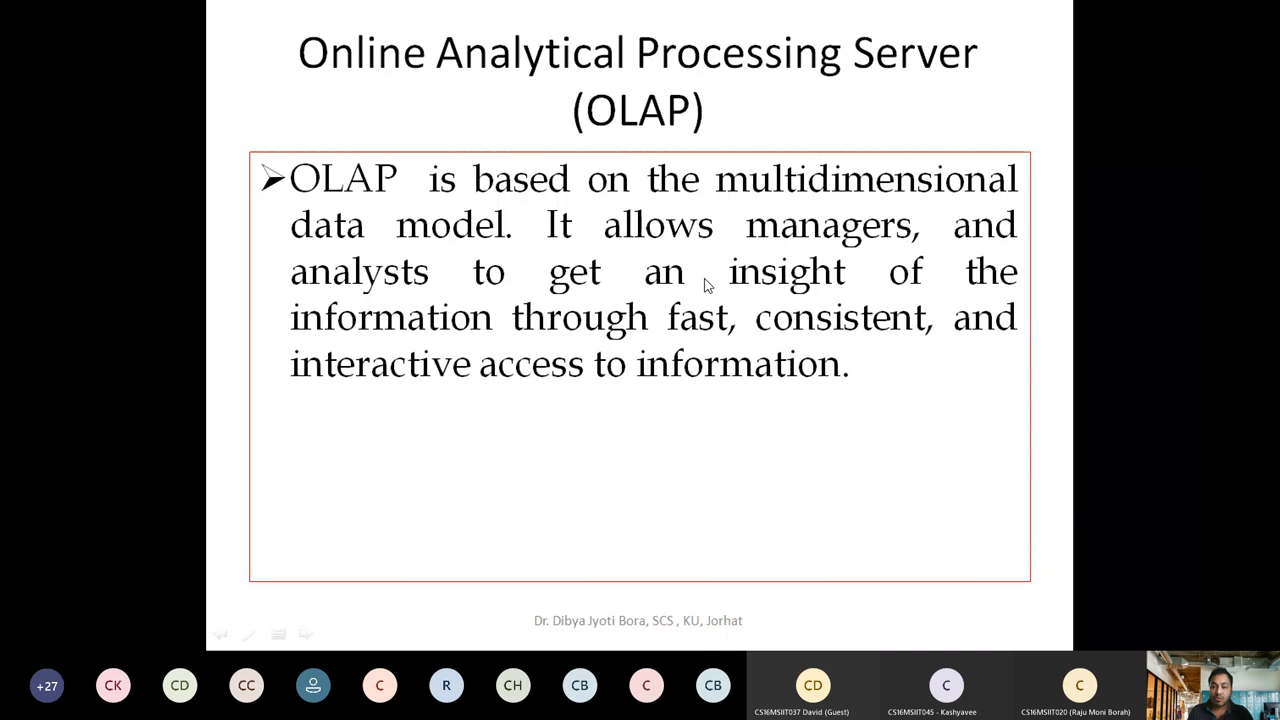 Online Analytical Processing Server
(OLAP)
➢OLAP is based on the multidimensional
data model. It allows managers, and
analysts to get an insight of the
information through fast, consistent, and
interactive access to information.
Dr. Dibya Jyoti Bora, SCS , KU, Jorhat
+27 CK CD CC C R CH CB C CB CD C C
CS16MSIIT037 David (Guest) CS16MSIIT045 - Kashyavee CS16MSIIT020 (Raju Moni Borah)